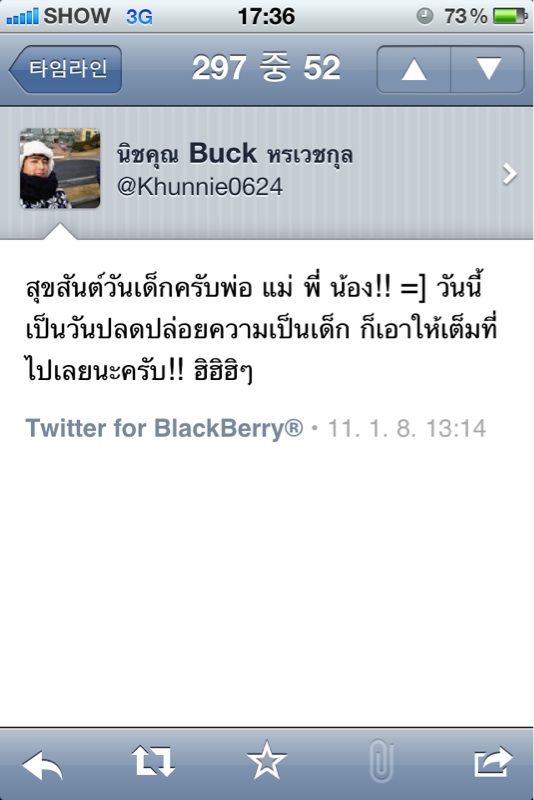 SHOW 3G 17:36 73%
타임라인 297 중 52
นิชคุณ Buck หรเวชกุล
@Khunnie0624
สุขสันต์วันเด็กครับพ่อ แม่ พี่ น้อง!! =] วันนี้
เป็นวันปลดปล่อยความเป็นเด็ก ก็เอาให้เต็มที่
ไปเลยนะครับ!! ฮิฮิฮิๆ
Twitter for BlackBerry® • 11. 1. 8. 13:14